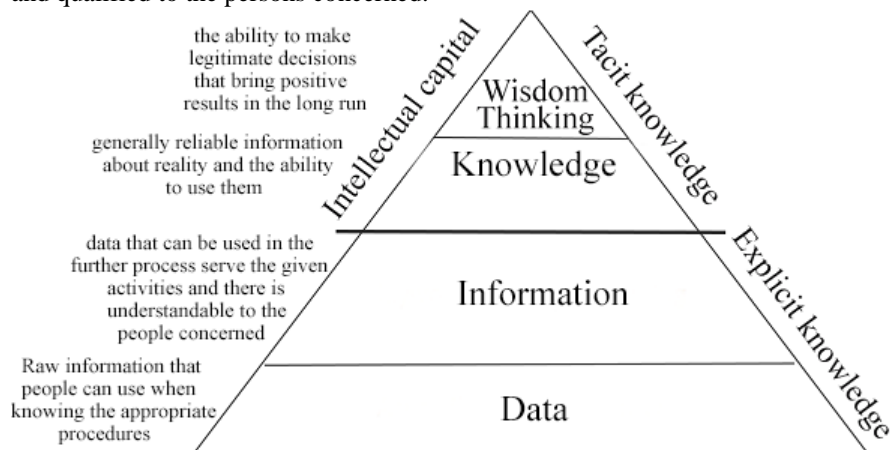 and qualified to the persons concerned.
the ability to make
legitimate decisions
that bring positive
results in the long run
Intellectual capital
Tacit knowledge
Wisdom
Thinking
generally reliable information
about reality and the ability
to use them
Knowledge
data that can be used in the
further process serve the given
activities and there is
understandable to the
people concerned
Information
Explicit knowledge
Raw information that
people can use when
knowing the appropriate
procedures
Data